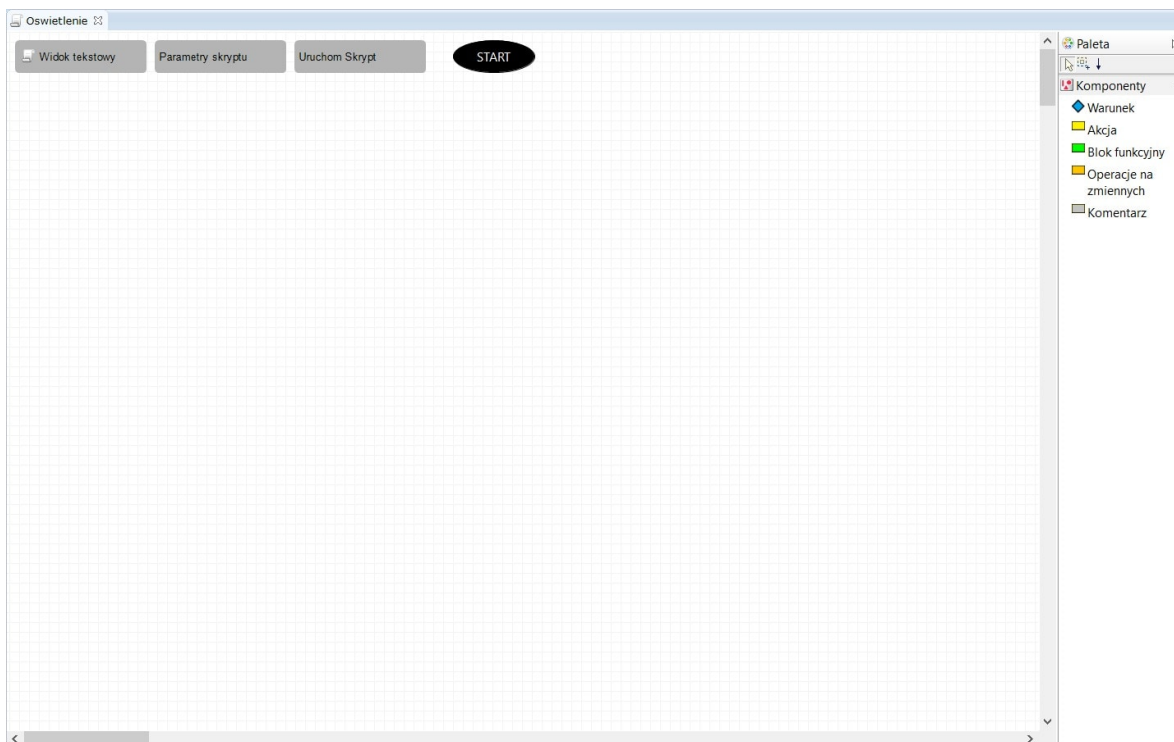 Oswietlenie
Widok tekstowy
Parametry skryptu
Uruchom Skrypt
START
Paleta
Komponenty
Warunek
Akcja
Blok funkcyjny
Operacje na
zmiennych
Komentarz